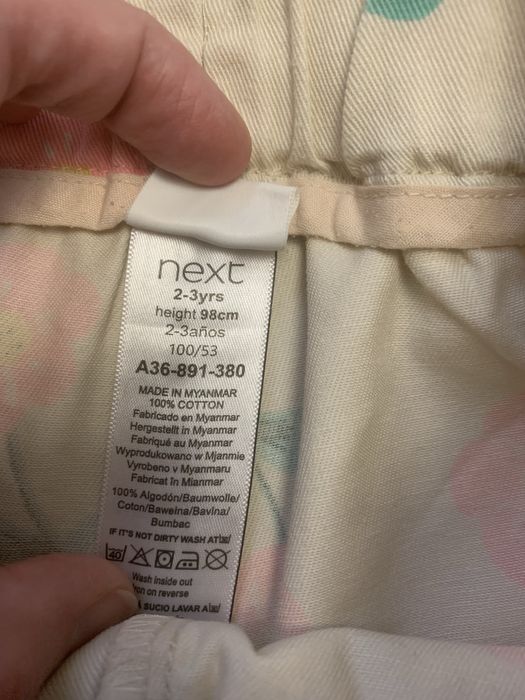 next
2-3yrs
height 98cm
2-3años
100/53
A36-891-380
MADE IN MYANMAR
100% COTTON
Fabricado en Myanmar
Hergestellt in Myanmar
Fabriqué au Myanmar
Wyprodukowano w Mjanmie
Vyrobeno v Myanmaru
Fabricat în Mianmar
100% Algodón/Baumwolle/
Coton/Bawełna/Bavlna/
Bumbac
IF IT'S NOT DIRTY WASH AT
40
Wash inside out
Iron on reverse
SUCIO LAVAR A